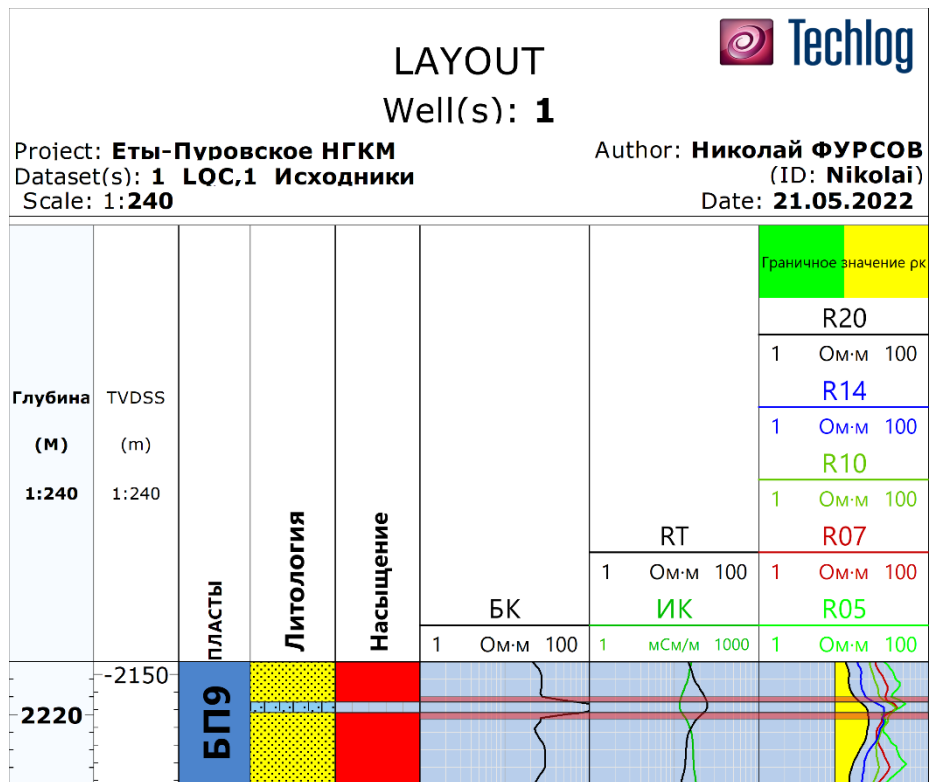 Techlog
LAYOUT
Well(s): 1
Project: Еты-Пуровское НГКМ
Author: Николай ФУРСОВ
Dataset(s): 1 LQC,1 Исходники
(ID: Nikolai)
Scale: 1:240
Date: 21.05.2022
Граничное значение ρк
R20
1 Ом·м 100
R14
1 Ом·м 100
R10
1 Ом·м 100
R07
1 Ом·м 100
R05
1 Ом·м 100
Глубина
(М)
1:240
TVDSS
(m)
1:240
ПЛАСТЫ
Литология
Насыщение
БК
1 Ом·м 100
RT
1 Ом·м 100
ИК
1 мСм/м 1000
-2150
2220
БП9